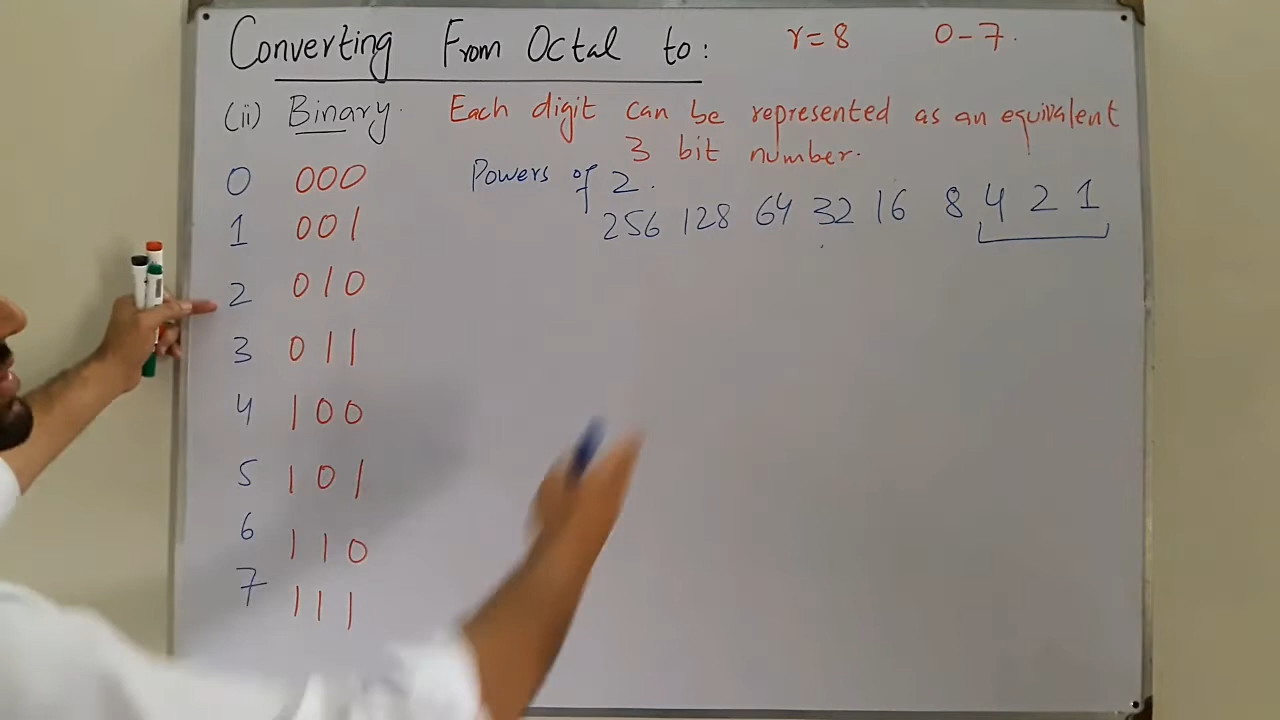 Converting From Octal to: r=8 0-7.
(ii) Binary. Each digit can be represented as an equivalent
3 bit number.
Powers of 2.
256 128 64 32 16 8 4 2 1
0 000
1 001
2 010
3 011
4 100
5 101
6 110
7 111